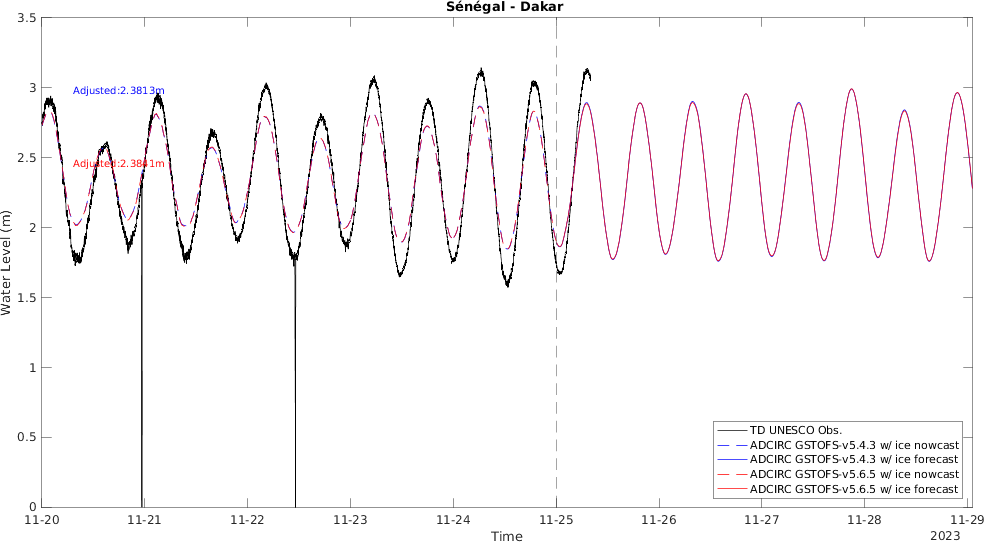 Sénégal - Dakar
3.5
3
2.5
2
1.5
1
0.5
0
Water Level (m)
Adjusted:2.3813m
Adjusted:2.3841m
11-20
11-21
11-22
11-23
11-24
11-25
11-26
11-27
11-28
11-29
Time
2023
TD UNESCO Obs.
ADCIRC GSTOFS-v5.4.3 w/ ice nowcast
ADCIRC GSTOFS-v5.4.3 w/ ice forecast
ADCIRC GSTOFS-v5.6.5 w/ ice nowcast
ADCIRC GSTOFS-v5.6.5 w/ ice forecast